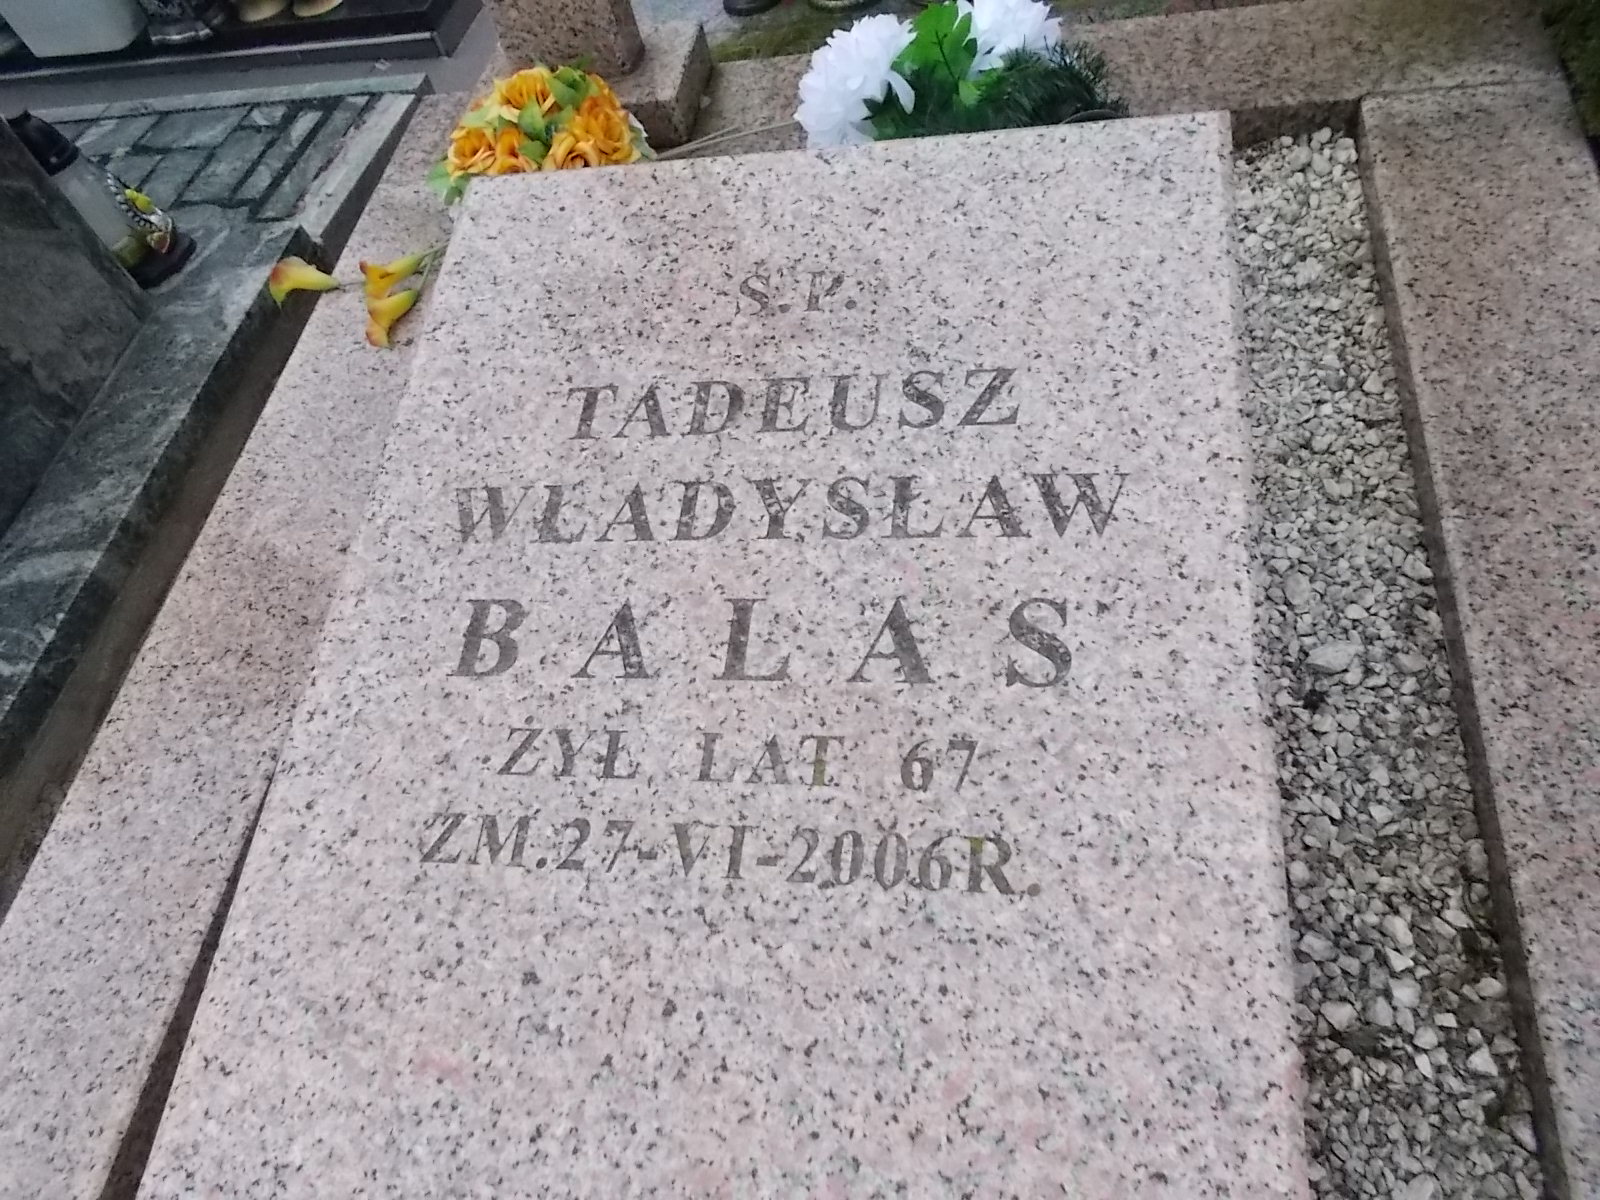 Ś.P.
TADEUSZ
WŁADYSŁAW
BALAS
ŻYŁ LAT 67
ZM.27-VI-2006R.